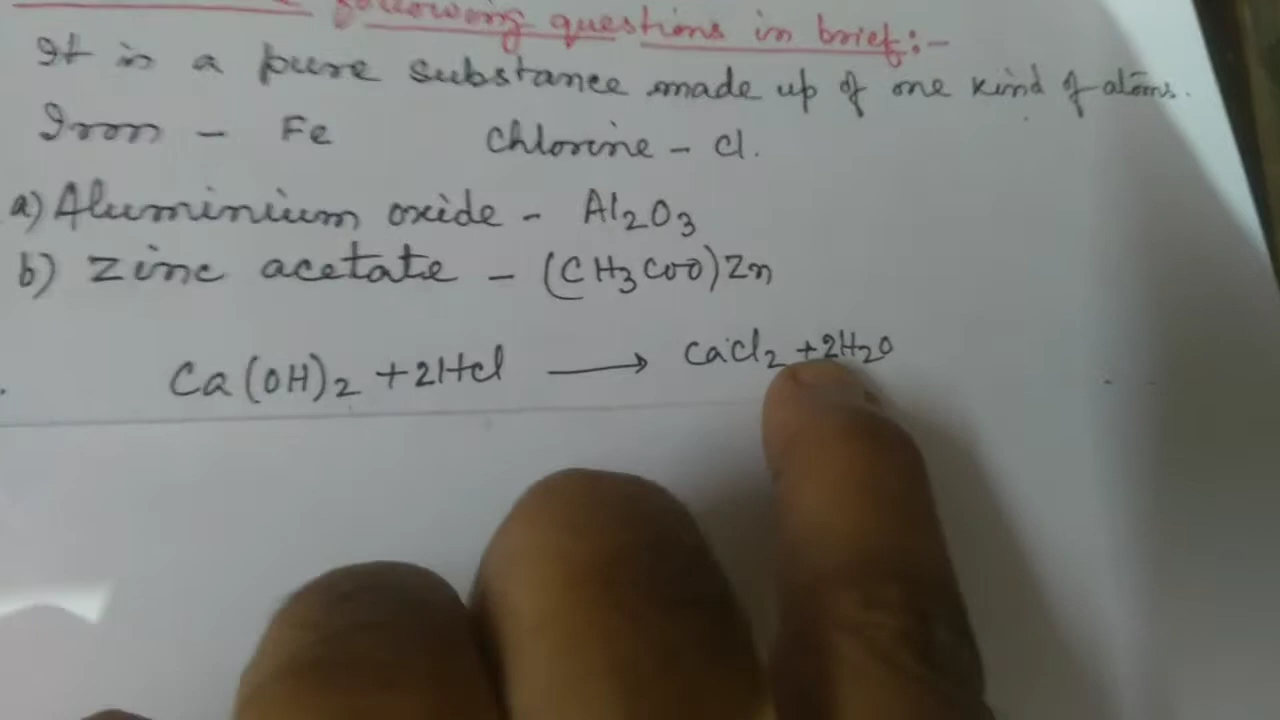 following questions in brief:-
It is a pure substance made up of one kind of atoms.
Iron - Fe Chlorine - Cl.
a) Aluminium oxide - Al2O3
b) Zinc acetate - (CH3COO)Zn
Ca(OH)2 + 2HCl ⟶ CaCl2 + 2H2O